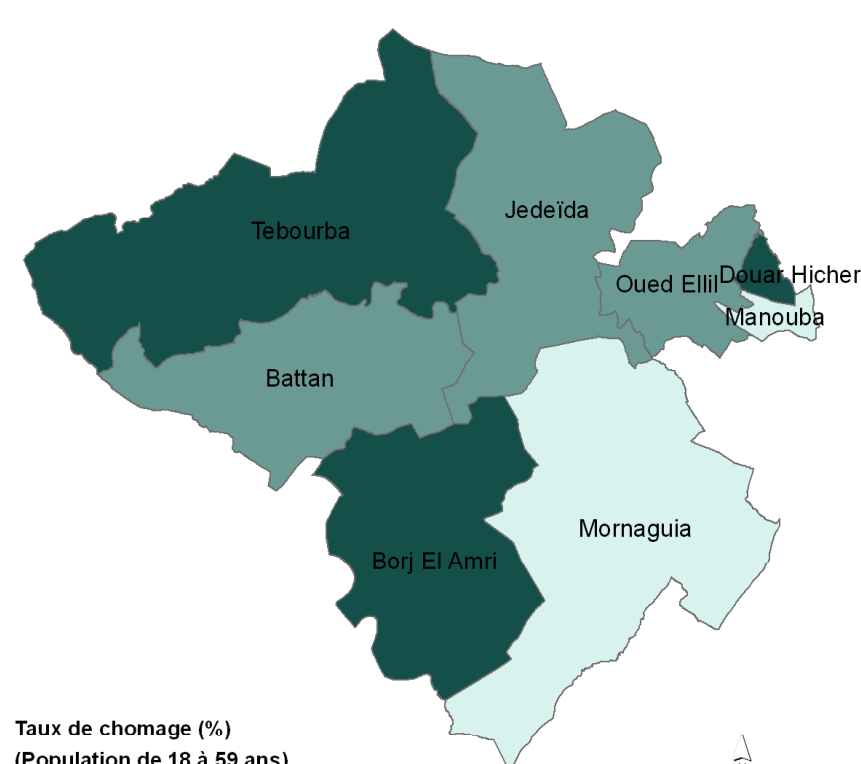 Jedeïda
Tebourba
Oued Ellil
Douar Hicher
Manouba
Battan
Mornaguia
Borj El Amri
Taux de chomage (%)
(Population de 18 à 59 ans)